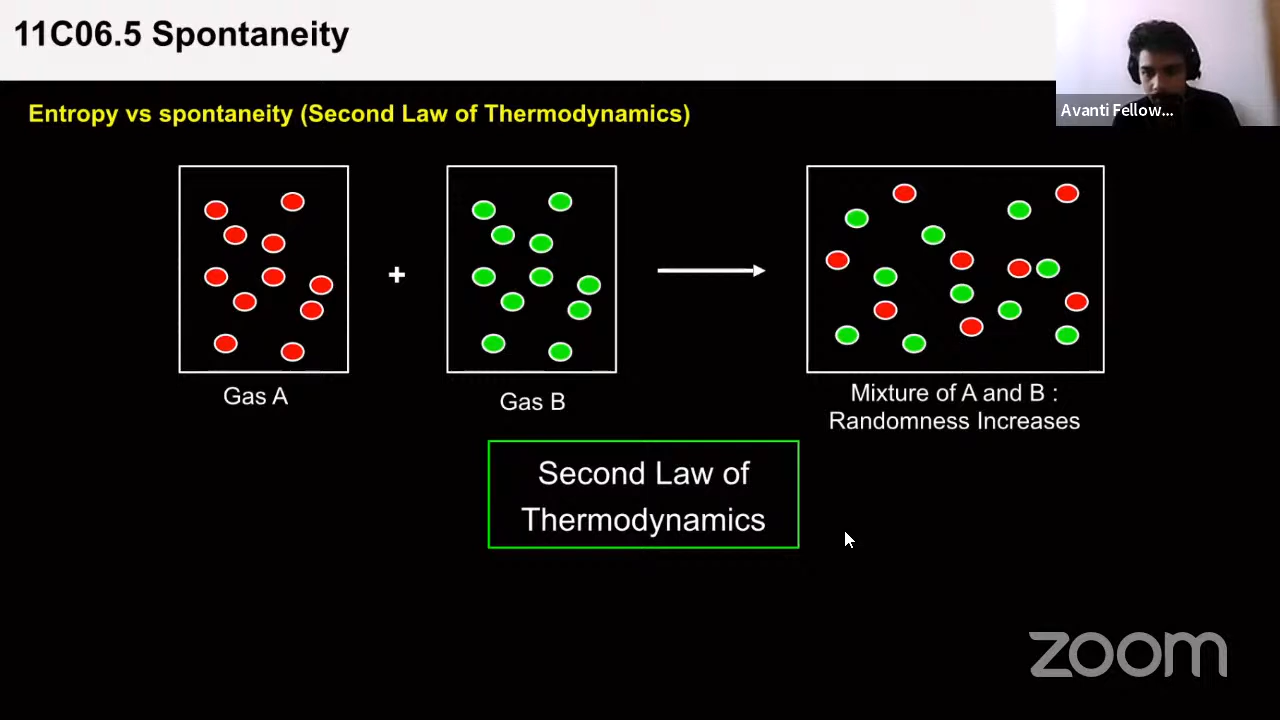 11C06.5 Spontaneity
Avanti Fellow...
Entropy vs spontaneity (Second Law of Thermodynamics)
+
Gas A
Gas B
Mixture of A and B :
Randomness Increases
Second Law of
Thermodynamics
zoom